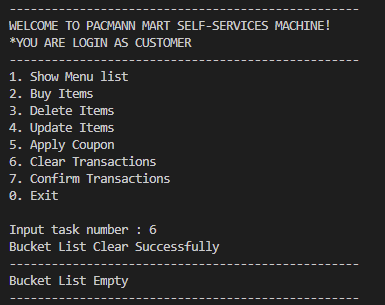 --------------------------------------------------
WELCOME TO PACMANN MART SELF-SERVICES MACHINE!
*YOU ARE LOGIN AS CUSTOMER
--------------------------------------------------
1. Show Menu list
2. Buy Items
3. Delete Items
4. Update Items
5. Apply Coupon
6. Clear Transactions
7. Confirm Transactions
0. Exit
Input task number : 6
Bucket List Clear Successfully
--------------------------------------------------
Bucket List Empty
--------------------------------------------------